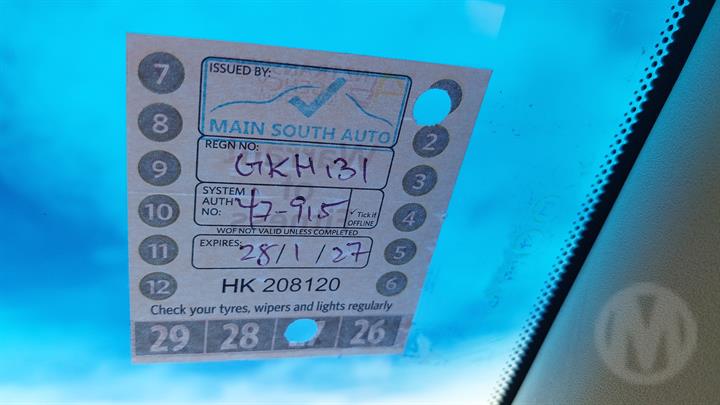 7
ISSUED BY:
MAIN SOUTH AUTO
8
2
REGN NO:
GKH131
9
3
SYSTEM
AUTH
NO:
47-915
✓ Tick if
OFFLINE
10
4
WOF NOT VALID UNLESS COMPLETED
EXPIRES:
28/1/27
11
5
12
HK 208120
6
Check your tyres, wipers and lights regularly
29 28 26
M